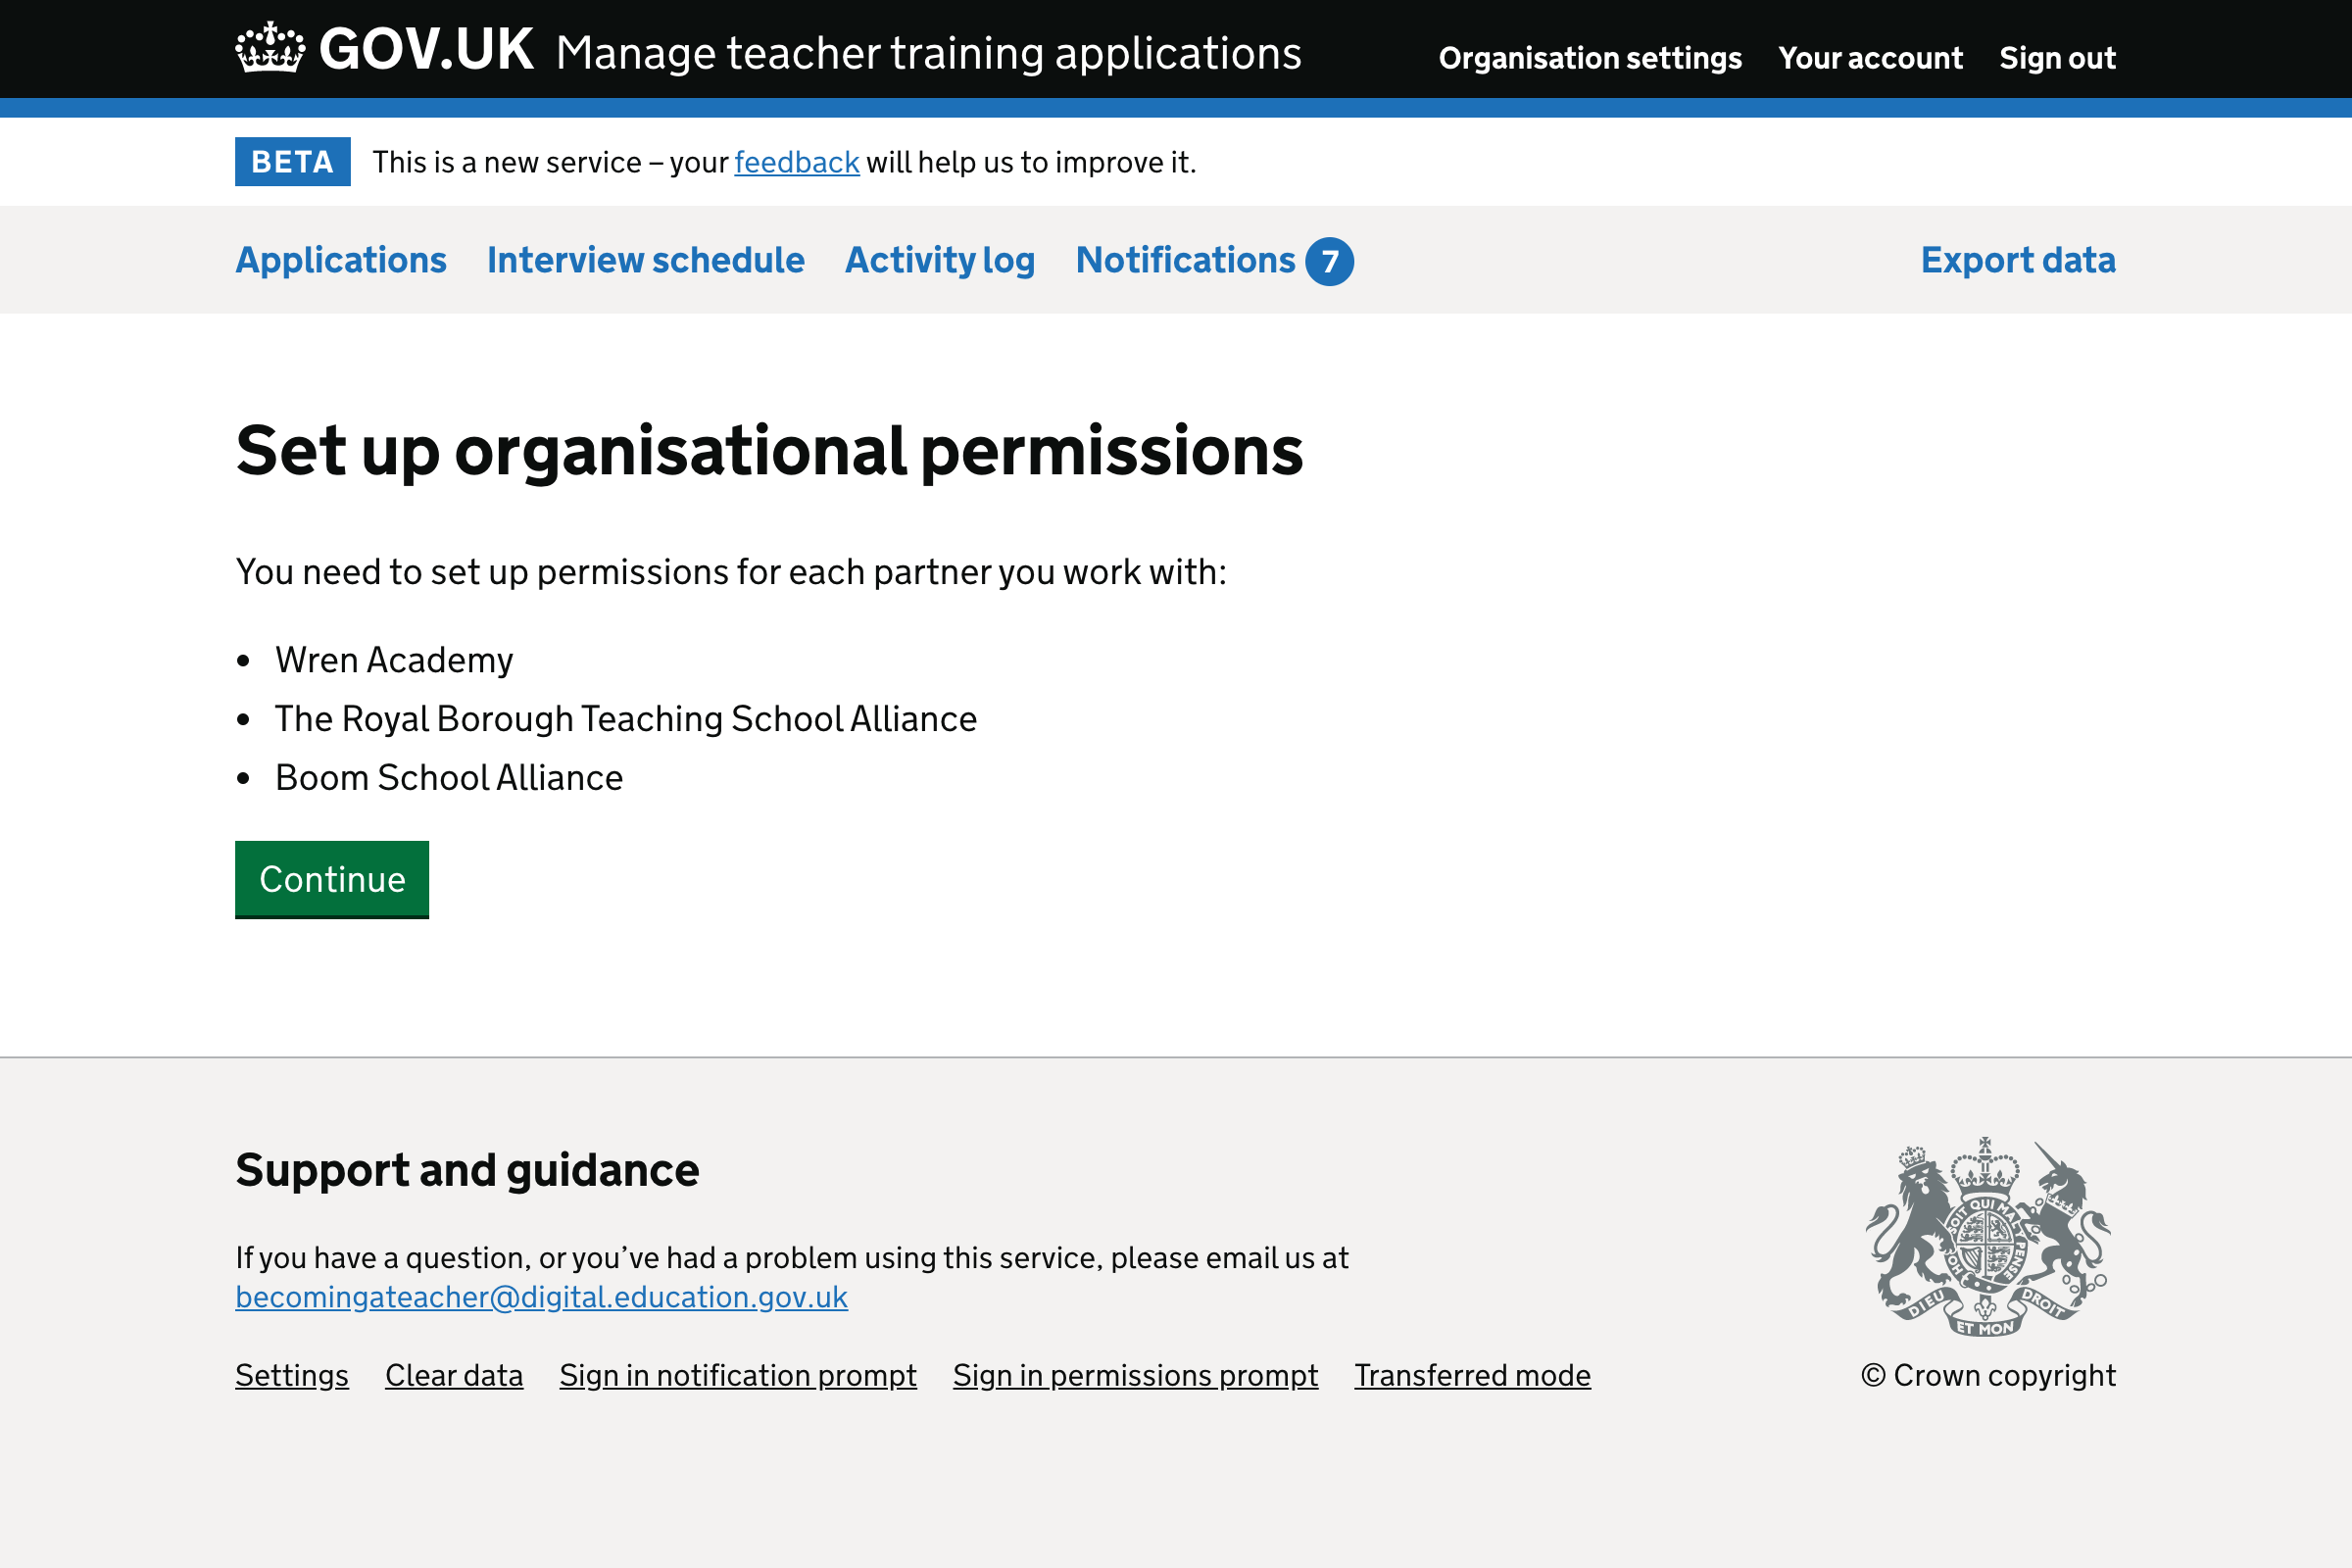 GOV.UK Manage teacher training applications
Organisation settings Your account Sign out
BETA This is a new service – your feedback will help us to improve it.
Applications Interview schedule Activity log Notifications 7 Export data
Set up organisational permissions
You need to set up permissions for each partner you work with:
• Wren Academy
• The Royal Borough Teaching School Alliance
• Boom School Alliance
Continue
Support and guidance
If you have a question, or you’ve had a problem using this service, please email us at
becomingateacher@digital.education.gov.uk
Settings Clear data Sign in notification prompt Sign in permissions prompt Transferred mode
SOIT QUI MAL PENSE
DIEU ET MON DROIT
© Crown copyright